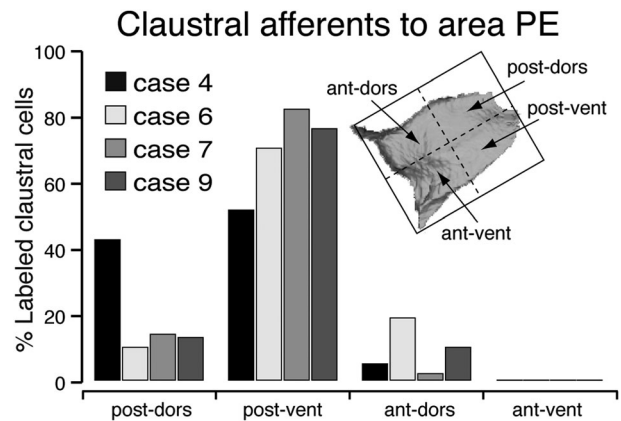 Claustral afferents to area PE
% Labeled claustral cells
100
80
60
40
20
0
case 4
case 6
case 7
case 9
ant-dors
post-dors
post-vent
ant-vent
post-dors
post-vent
ant-dors
ant-vent